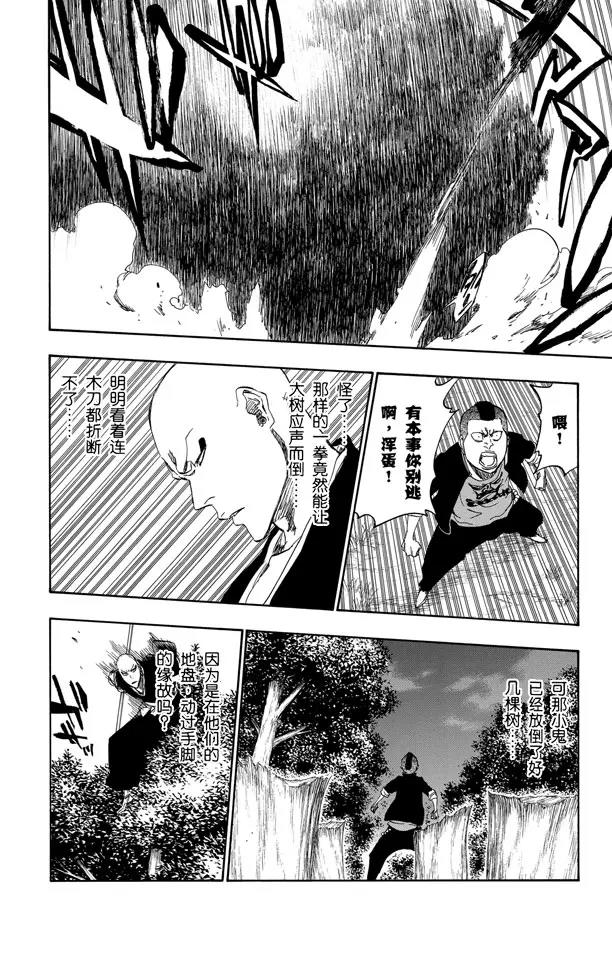 喂！
有本事你别逃
啊，浑蛋！
怪了……
那样的一拳竟然能让
大树应声而倒……
明明看着连
木刀都折断
不了……
可那小鬼
已经放倒了好
几棵树……
因为是在他们的
地盘，动过手脚
的缘故吗？